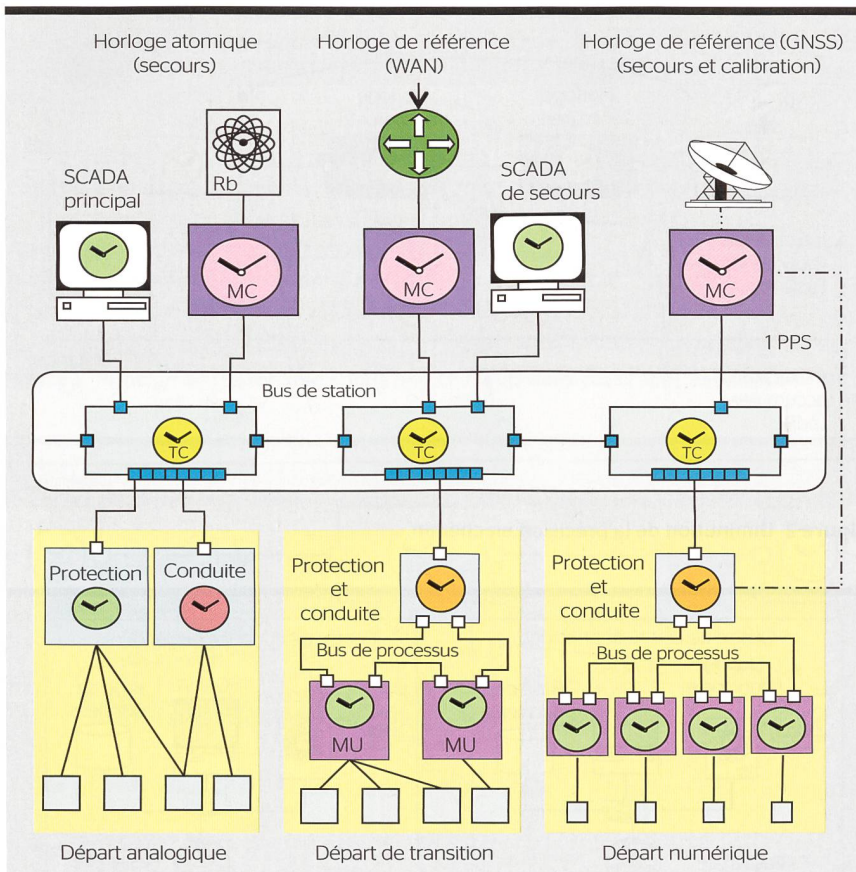 Horloge atomique
(secours)
Horloge de référence
(WAN)
Horloge de référence (GNSS)
(secours et calibration)
SCADA
principal
Rb
SCADA
de secours
MC
MC
MC
1 PPS
Bus de station
TC
TC
TC
Protection
Conduite
Protection
et
conduite
Protection
et
conduite
Bus de processus
Bus de processus
MU
MU
Départ analogique
Départ de transition
Départ numérique